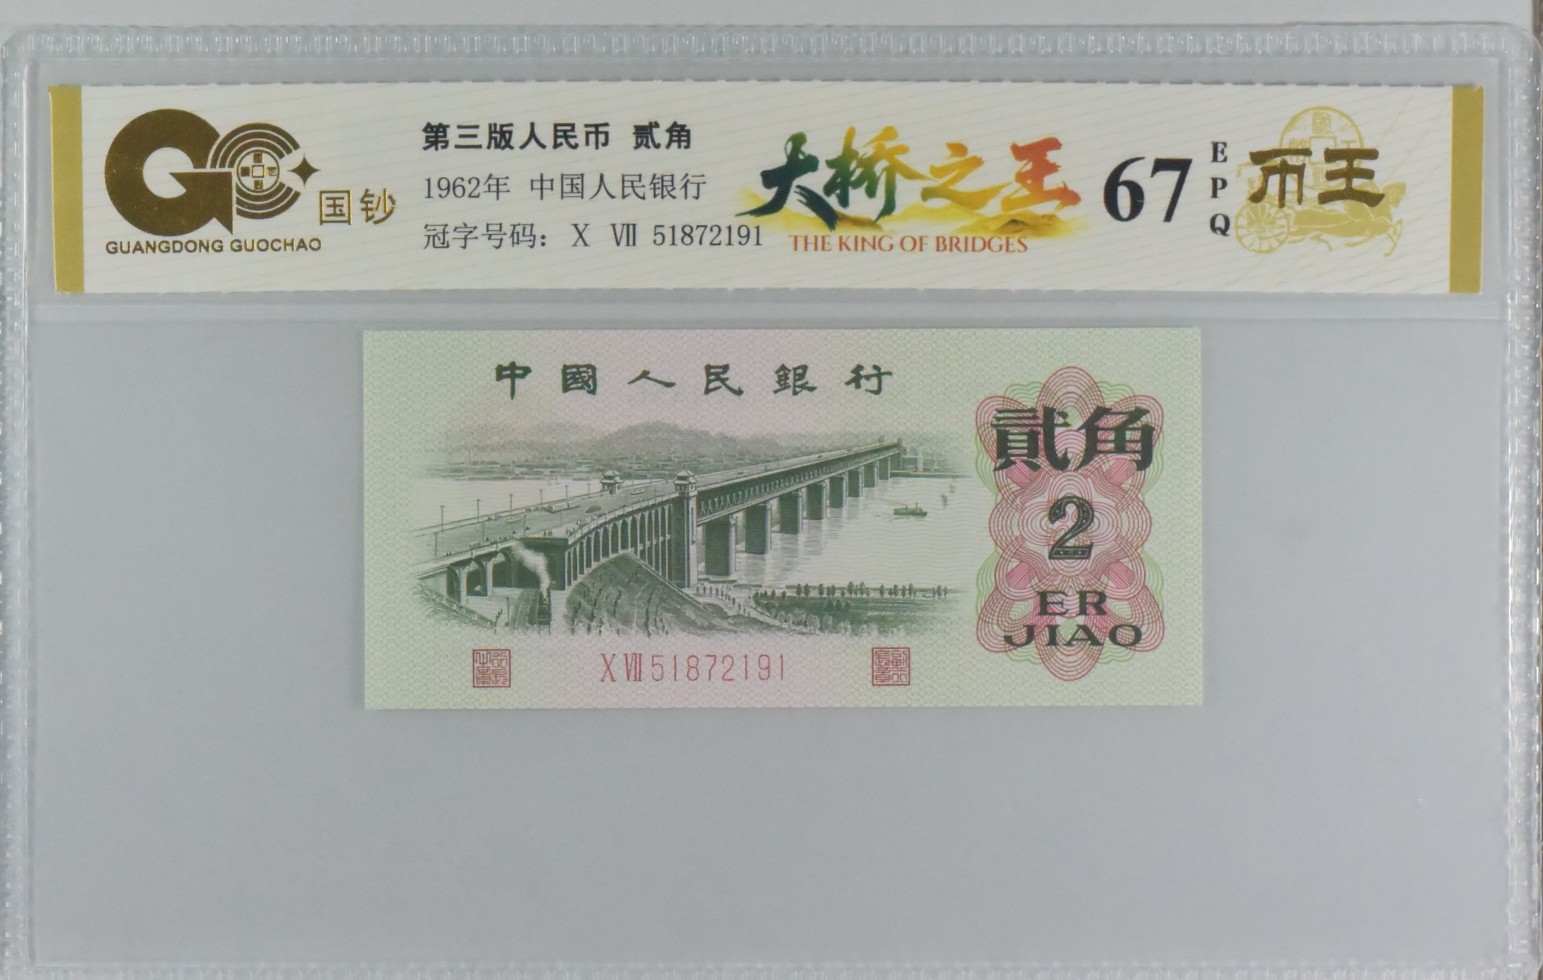 国钞
GUANGDONG GUOCHAO
第三版人民币 贰角
1962年 中国人民银行
冠字号码: X Ⅶ 51872191
大桥之王
THE KING OF BRIDGES
67
E
P
Q
币王
中國人民銀行
貳角
2
ER
JIAO
X Ⅶ 51872191